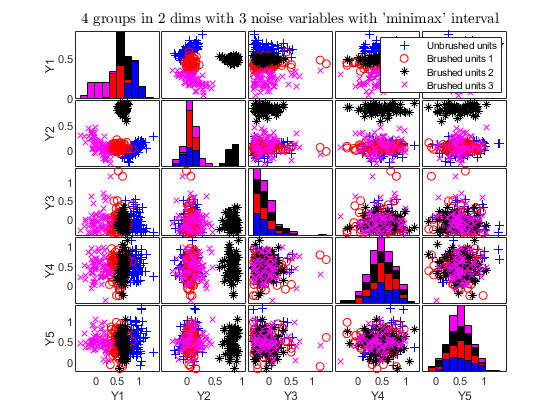 4 groups in 2 dims with 3 noise variables with 'minimax' interval
Unbrushed units
Brushed units 1
Brushed units 2
Brushed units 3
Y1
0.5
0
Y2
0.5
0
Y3
1
0.5
0
Y4
1
0.5
0
Y5
1
0.5
0
0 0.5 1 0 0.5 1 0 0.5 1 0 0.5 1 0 0.5 1
Y1 Y2 Y3 Y4 Y5